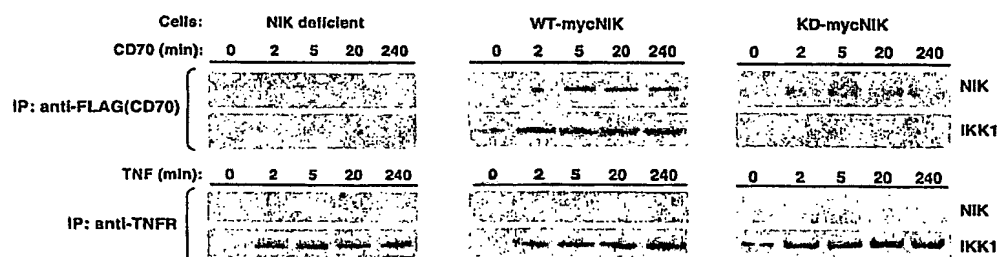 Cells: NIK deficient WT-mycNIK KD-mycNIK
CD70 (min): 0 2 5 20 240 0 2 5 20 240 0 2 5 20 240
NIK
IP: anti-FLAG(CD70)
IKK1
TNF (min): 0 2 5 20 240 0 2 5 20 240 0 2 5 20 240
NIK
IP: anti-TNFR
IKK1